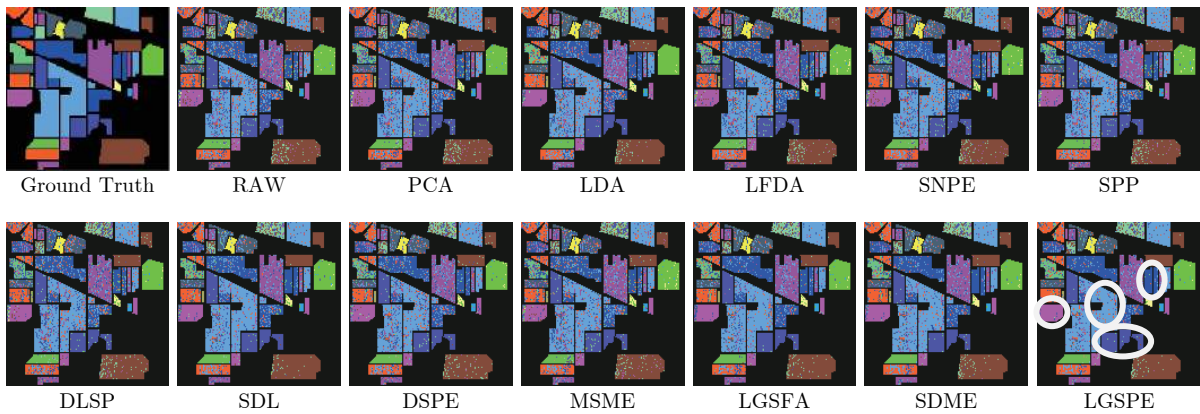 Ground Truth RAW PCA LDA LFDA SNPE SPP
DLSP SDL DSPE MSME LGSFA SDME LGSPE